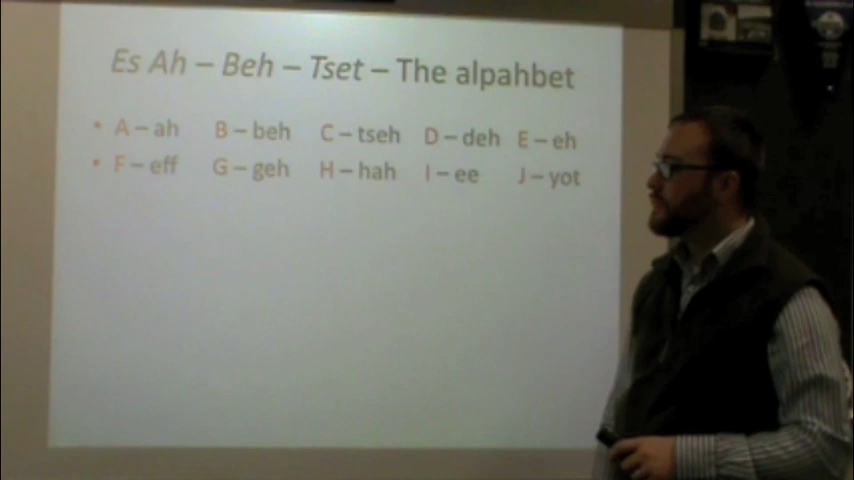 Es Ah – Beh – Tset – The alpahbet
• A – ah B – beh C – tseh D – deh E – eh
• F – eff G – geh H – hah I – ee J – yot